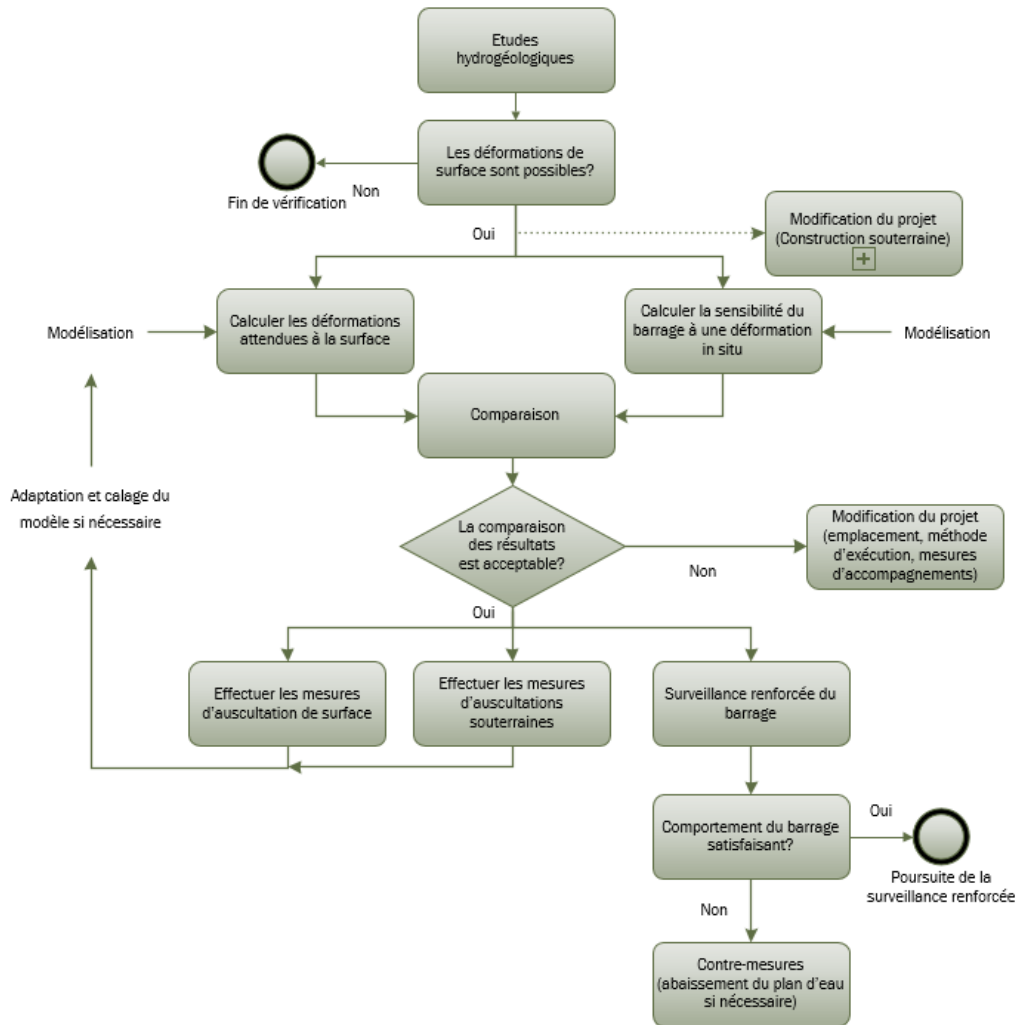 Etudes
hydrogéologiques
Les déformations de
surface sont possibles?
Non
Fin de vérification
Oui
Modification du projet
(Construction souterraine)
Modélisation
Calculer les déformations
attendues à la surface
Calculer la sensibilité du
barrage à une déformation
in situ
Modélisation
Comparaison
Adaptation et calage du
modèle si nécessaire
La comparaison
des résultats
est acceptable?
Non
Modification du projet
(emplacement, méthode
d'exécution, mesures
d'accompagnements)
Oui
Effectuer les mesures
d'auscultation de surface
Effectuer les mesures
d'auscultations
souterraines
Surveillance renforcée du
barrage
Comportement du barrage
satisfaisant?
Oui
Poursuite de la
surveillance renforcée
Non
Contre-mesures
(abaissement du plan d'eau
si nécessaire)